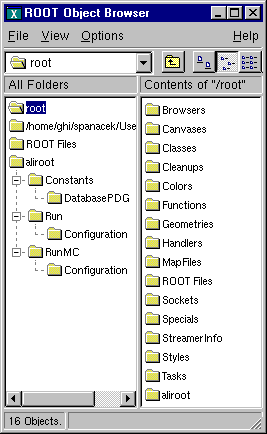 ROOT Object Browser
File View Options Help
root
All Folders
Contents of "/root"
root
/home/ghi/spanacek/Use
ROOT Files
aliroot
Constants
DatabasePDG
Run
Configuration
RunMC
Configuration
Browsers
Canvases
Classes
Cleanups
Colors
Functions
Geometries
Handlers
MapFiles
ROOT Files
Sockets
Specials
StreamerInfo
Styles
Tasks
aliroot
16 Objects.